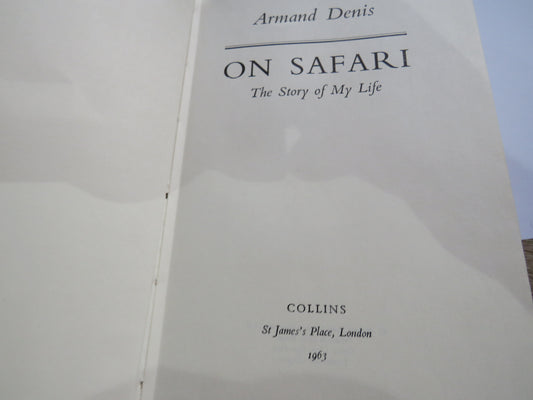 Armand Denis
ON SAFARI
The Story of My Life
COLLINS
St James's Place, London
1963